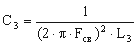 C₃ = 1 / ((2 · π · F_СВ)² · L₃)